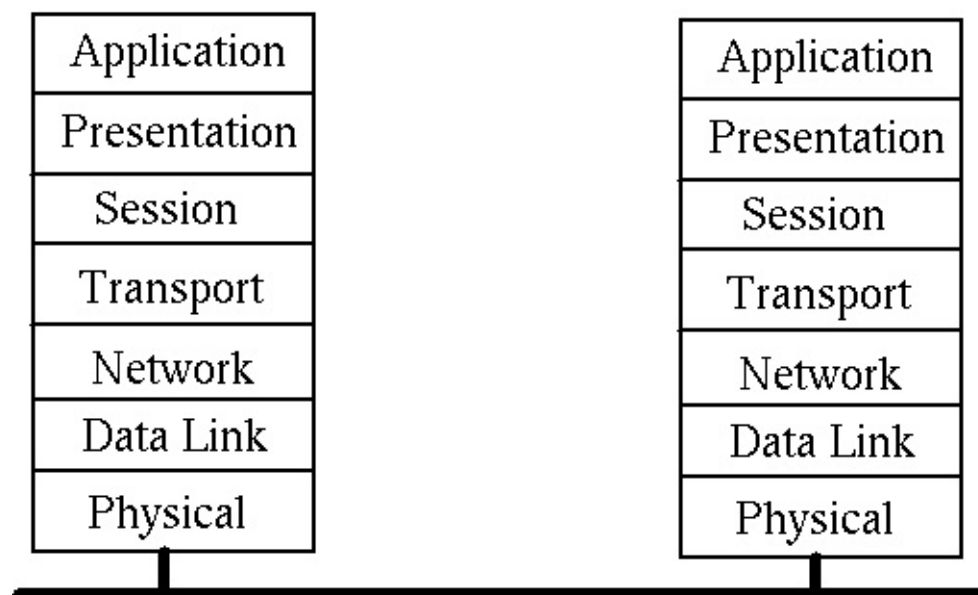 Application
Presentation
Session
Transport
Network
Data Link
Physical
Application
Presentation
Session
Transport
Network
Data Link
Physical